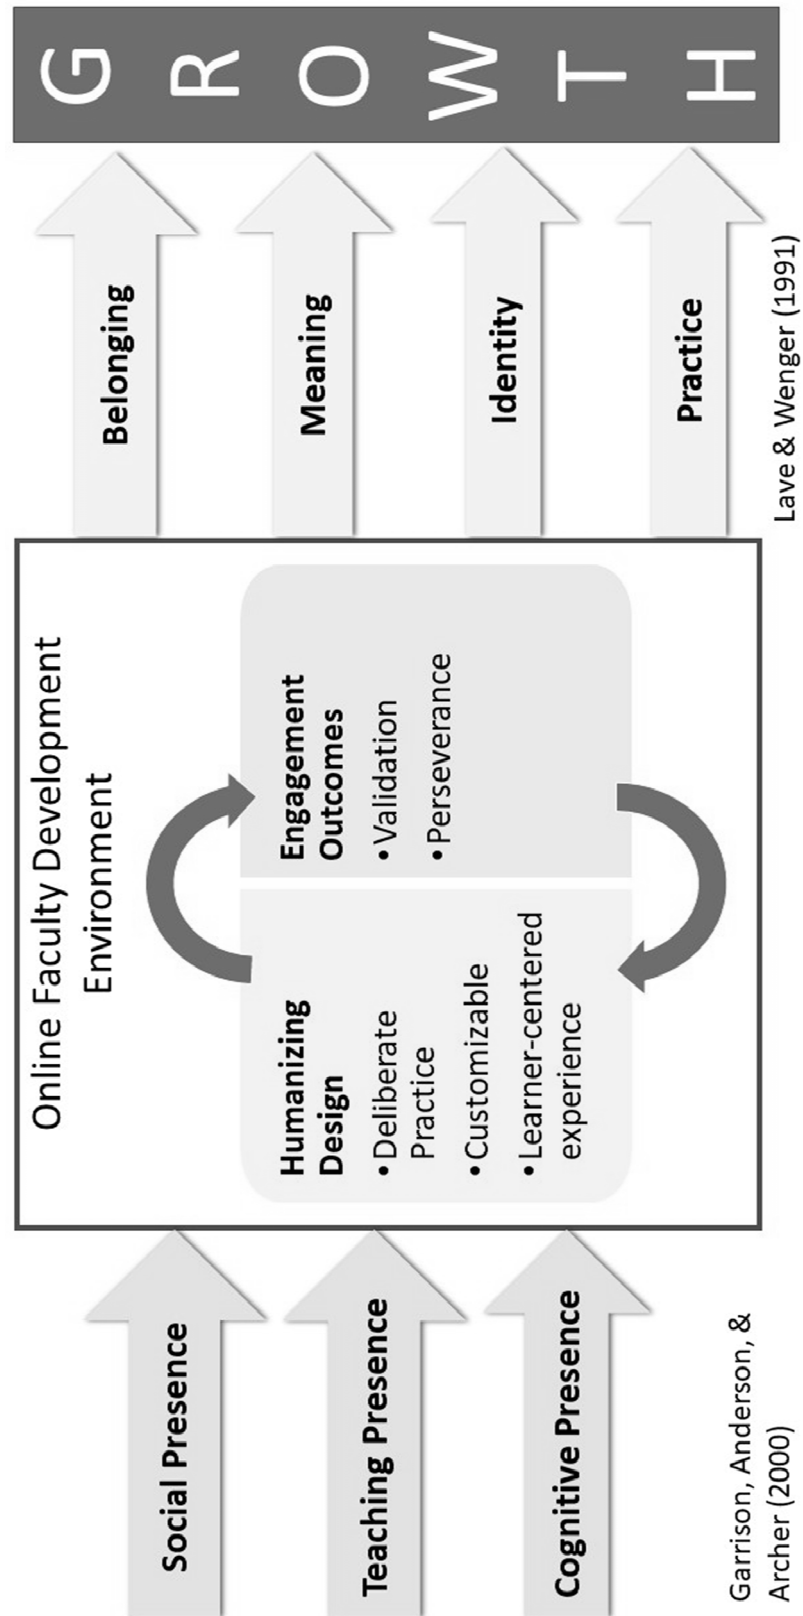 Social Presence
Teaching Presence
Cognitive Presence
Garrison, Anderson, &
Archer (2000)
Online Faculty Development
Environment
Humanizing
Design
•Deliberate
Practice
•Customizable
•Learner-centered
experience
Engagement
Outcomes
•Validation
•Perseverance
Belonging
Meaning
Identity
Practice
Lave & Wenger (1991)
G
R
O
W
T
H